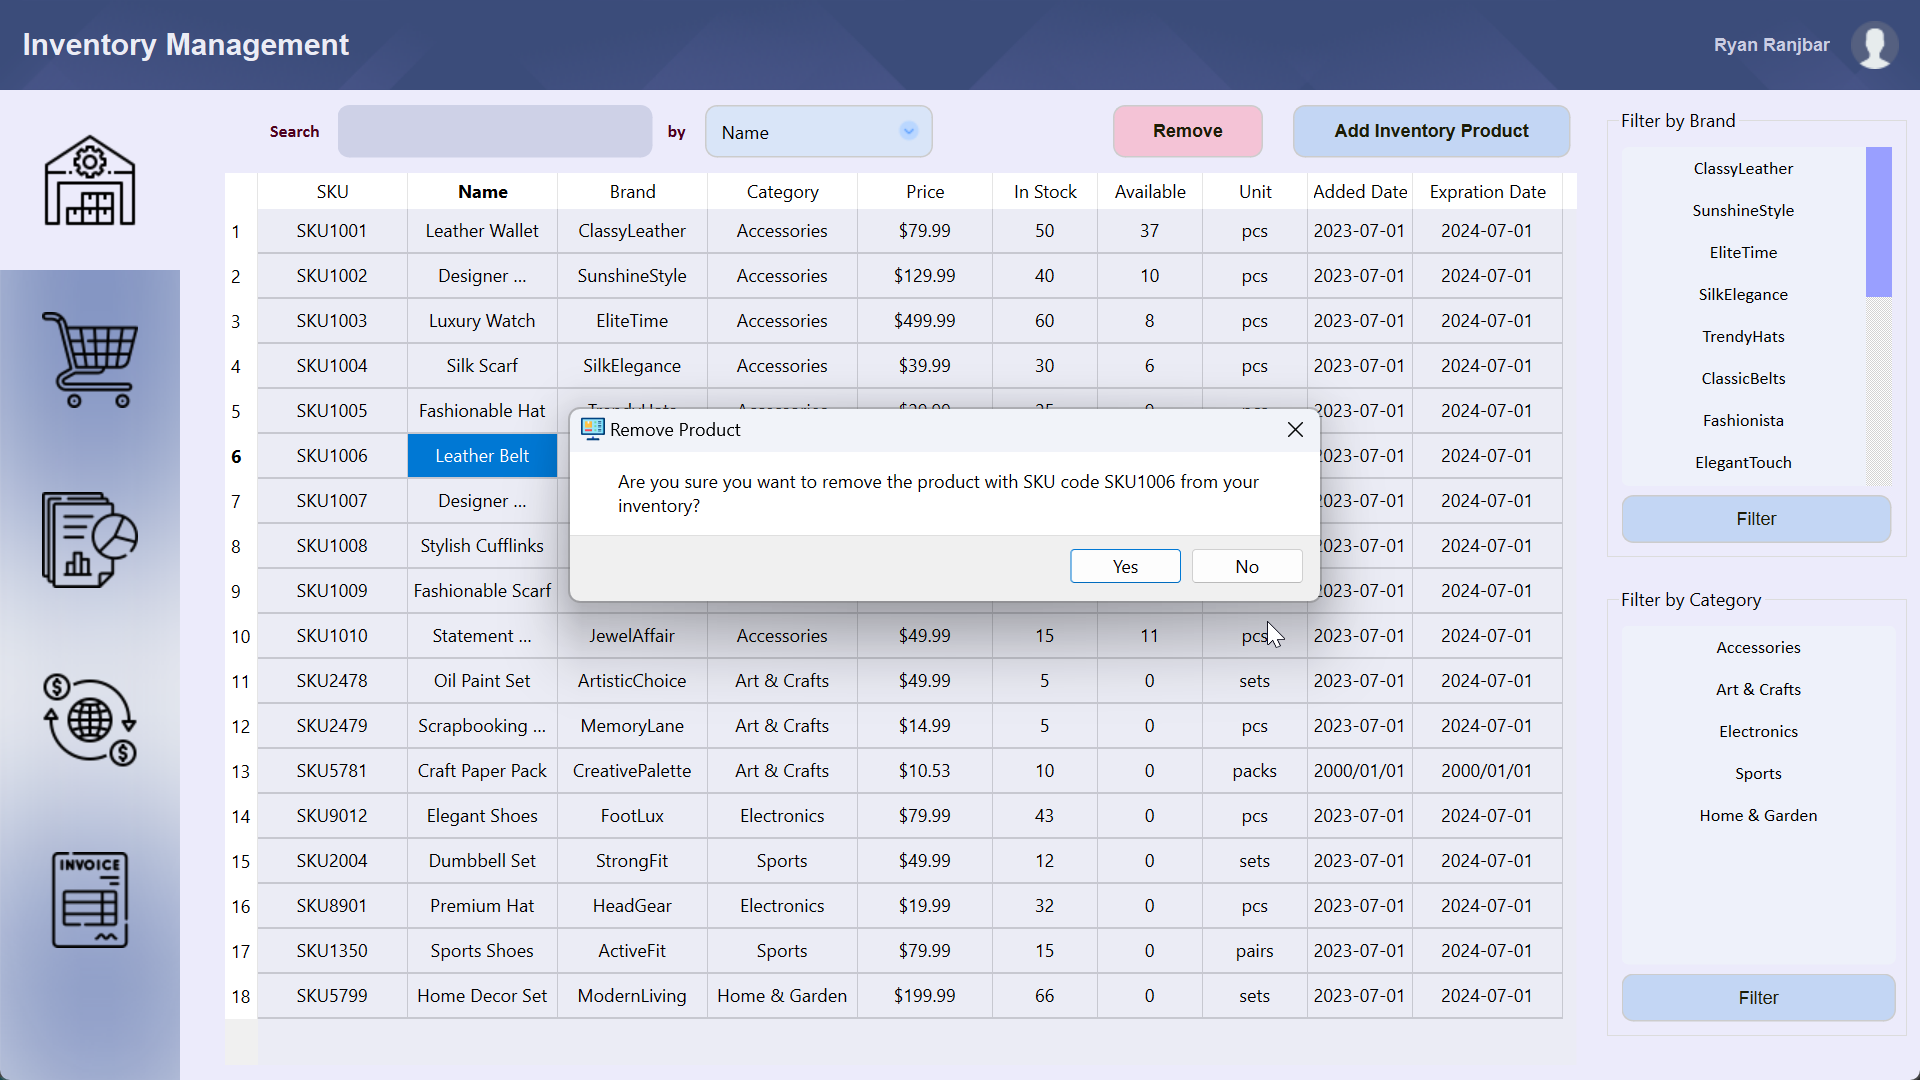 Inventory Management
Ryan Ranjbar
Search by Name Remove Add Inventory Product
SKU Name Brand Category Price In Stock Available Unit Added Date Expration Date
1 SKU1001 Leather Wallet ClassyLeather Accessories $79.99 50 37 pcs 2023-07-01 2024-07-01
2 SKU1002 Designer ... SunshineStyle Accessories $129.99 40 10 pcs 2023-07-01 2024-07-01
3 SKU1003 Luxury Watch EliteTime Accessories $499.99 60 8 pcs 2023-07-01 2024-07-01
4 SKU1004 Silk Scarf SilkElegance Accessories $39.99 30 6 pcs 2023-07-01 2024-07-01
5 SKU1005 Fashionable Hat 2023-07-01 2024-07-01
6 SKU1006 Leather Belt 2023-07-01 2024-07-01
7 SKU1007 Designer ... 2023-07-01 2024-07-01
8 SKU1008 Stylish Cufflinks 2023-07-01 2024-07-01
9 SKU1009 Fashionable Scarf 2023-07-01 2024-07-01
10 SKU1010 Statement ... JewelAffair Accessories $49.99 15 11 pcs 2023-07-01 2024-07-01
11 SKU2478 Oil Paint Set ArtisticChoice Art & Crafts $49.99 5 0 sets 2023-07-01 2024-07-01
12 SKU2479 Scrapbooking ... MemoryLane Art & Crafts $14.99 5 0 pcs 2023-07-01 2024-07-01
13 SKU5781 Craft Paper Pack CreativePalette Art & Crafts $10.53 10 0 packs 2000/01/01 2000/01/01
14 SKU9012 Elegant Shoes FootLux Electronics $79.99 43 0 pcs 2023-07-01 2024-07-01
15 SKU2004 Dumbbell Set StrongFit Sports $49.99 12 0 sets 2023-07-01 2024-07-01
16 SKU8901 Premium Hat HeadGear Electronics $19.99 32 0 pcs 2023-07-01 2024-07-01
17 SKU1350 Sports Shoes ActiveFit Sports $79.99 15 0 pairs 2023-07-01 2024-07-01
18 SKU5799 Home Decor Set ModernLiving Home & Garden $199.99 66 0 sets 2023-07-01 2024-07-01
Remove Product
Are you sure you want to remove the product with SKU code SKU1006 from your
inventory?
Yes No
Filter by Brand
ClassyLeather
SunshineStyle
EliteTime
SilkElegance
TrendyHats
ClassicBelts
Fashionista
ElegantTouch
Filter
Filter by Category
Accessories
Art & Crafts
Electronics
Sports
Home & Garden
Filter
INVOICE